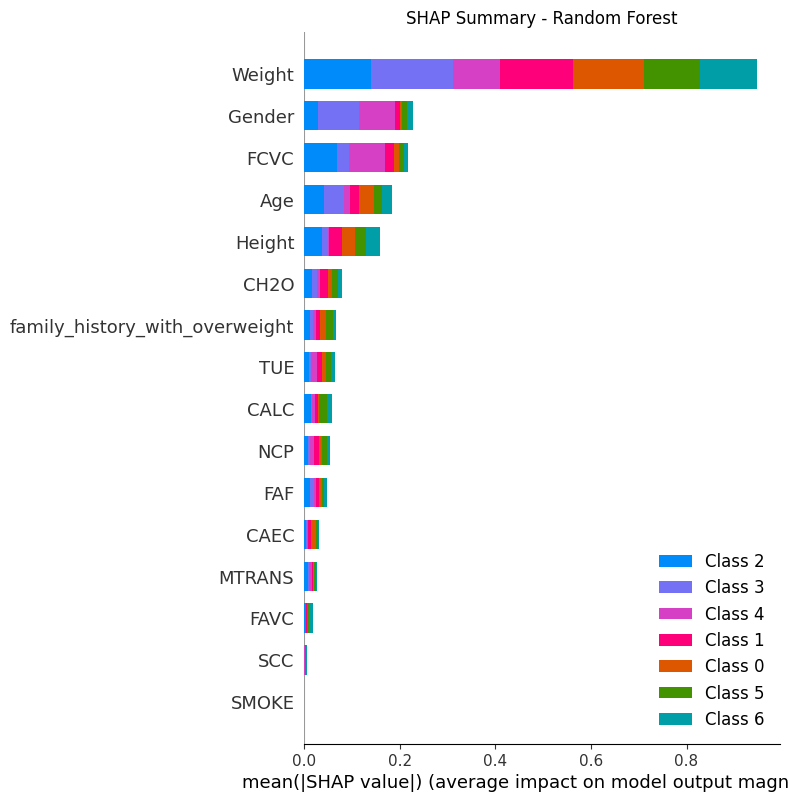 SHAP Summary - Random Forest
Weight
Gender
FCVC
Age
Height
CH2O
family_history_with_overweight
TUE
CALC
NCP
FAF
CAEC
MTRANS
FAVC
SCC
SMOKE
Class 2
Class 3
Class 4
Class 1
Class 0
Class 5
Class 6
0.0 0.2 0.4 0.6 0.8
mean(|SHAP value|) (average impact on model output magn